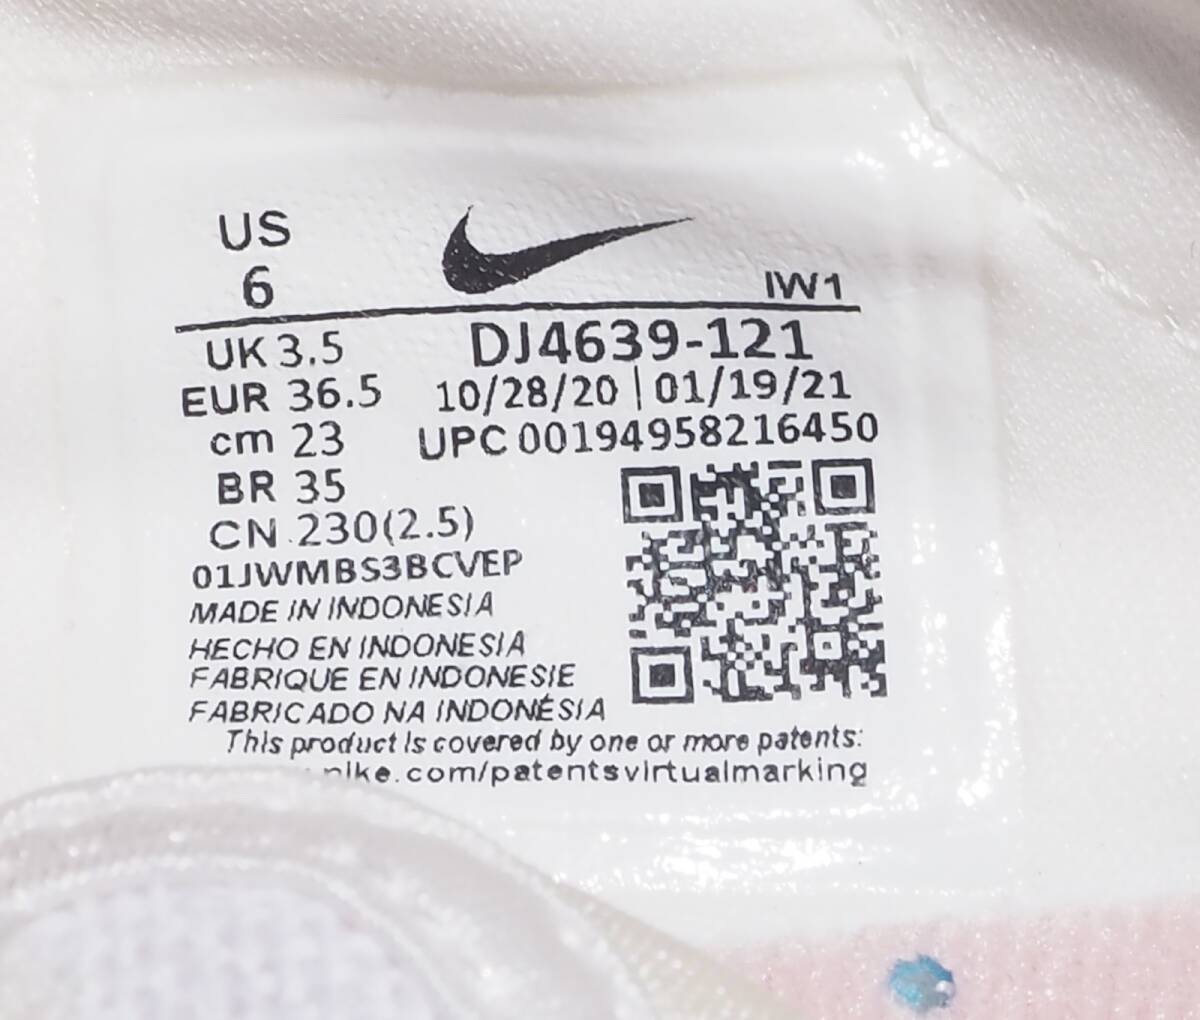 US
6
IW1
UK 3.5
DJ4639-121
EUR 36.5
10/28/20 | 01/19/21
cm 23
UPC 00194958216450
BR 35
CN 230(2.5)
01JWMBS3BCVEP
MADE IN INDONESIA
HECHO EN INDONESIA
FABRIQUE EN INDONESIE
FABRICADO NA INDONÉSIA
This product is covered by one or more patents:
nike.com/patentsvirtualmarking